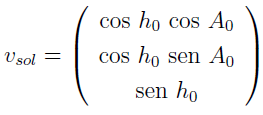 cos h₀ cos A₀
v_sol = ( cos h₀ sen A₀ )
sen h₀